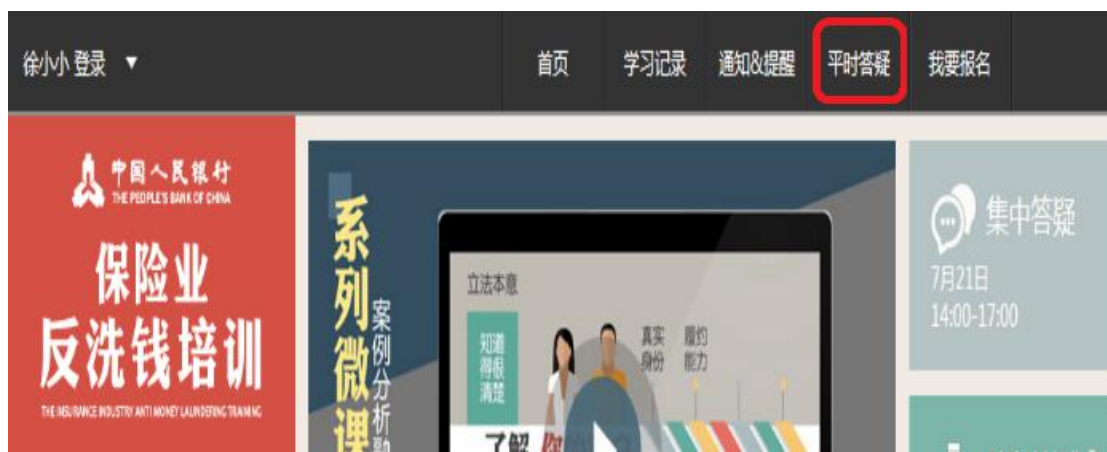 徐小小 登录 ▼
首页
学习记录
通知&提醒
平时答疑
我要报名
中国人民银行
THE PEOPLE'S BANK OF CHINA
保险业
反洗钱培训
THE INSURANCE INDUSTRY ANTI MONEY LAUNDERING TRAINING
系列微课
案例分析
立法本意
知道
得很
清楚
真实 履约
身份 能力
了解
集中答疑
7月21日
14:00-17:00